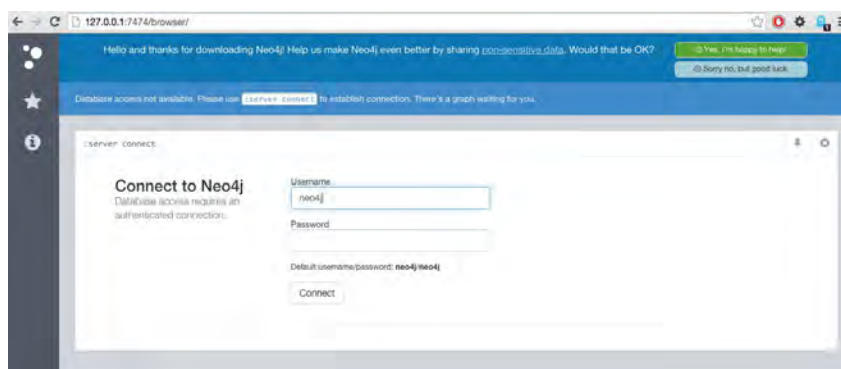 127.0.0.1:7474/browser/
Hello and thanks for downloading Neo4j! Help us make Neo4j even better by sharing non-sensitive data. Would that be OK?
Yes, I'm happy to help!
Sorry no, but good luck
Database access not available. Please use :server connect to establish connection. There's a graph waiting for you.
:server connect
Connect to Neo4j
Database access requires an
authenticated connection.
Username
neo4j
Password
Default username/password: neo4j/neo4j
Connect